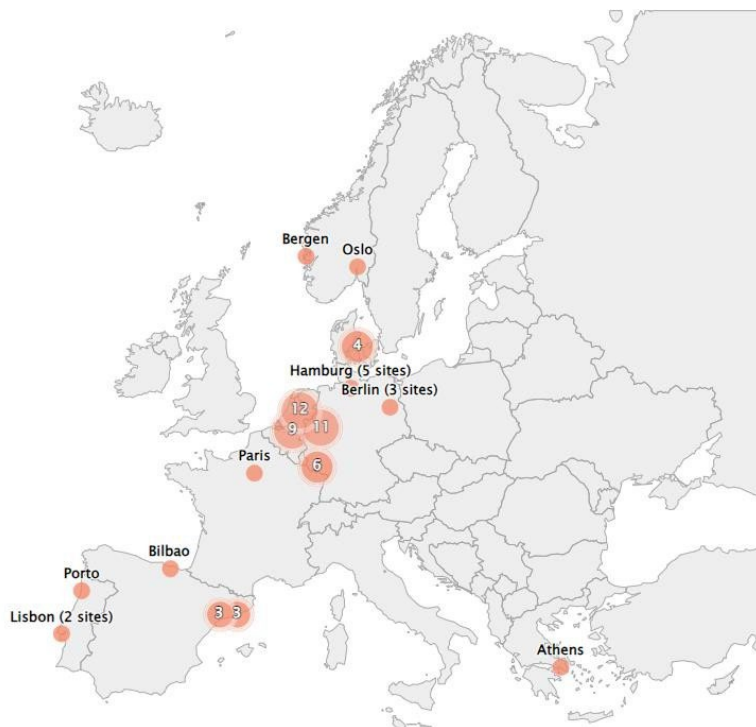 Bergen
Oslo
4
Hamburg (5 sites)
Berlin (3 sites)
12
9
11
Paris
6
Bilbao
Porto
Lisbon (2 sites)
3
3
Athens